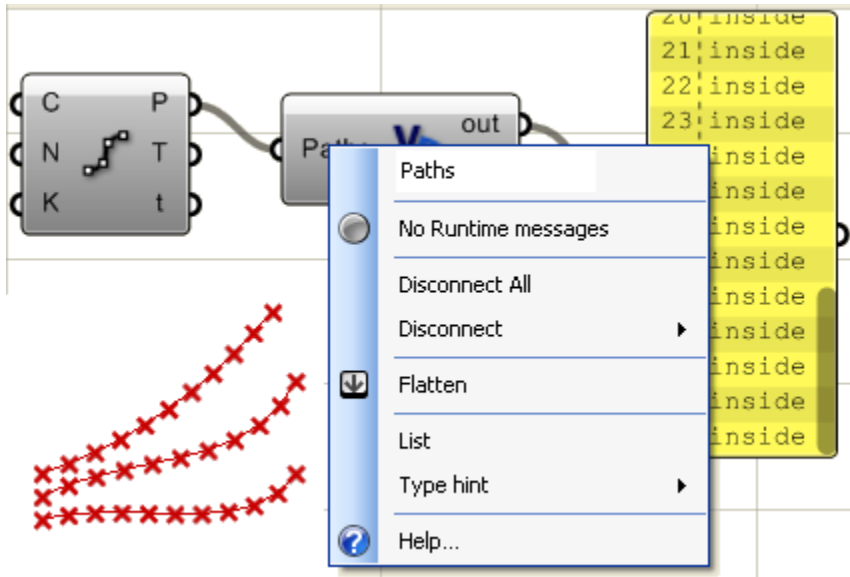 C P
N T
K t
out
Paths
No Runtime messages
Disconnect All
Disconnect
Flatten
List
Type hint
Help...
20 inside
21 inside
22 inside
23 inside
inside
inside
inside
inside
inside
inside
inside
inside
inside